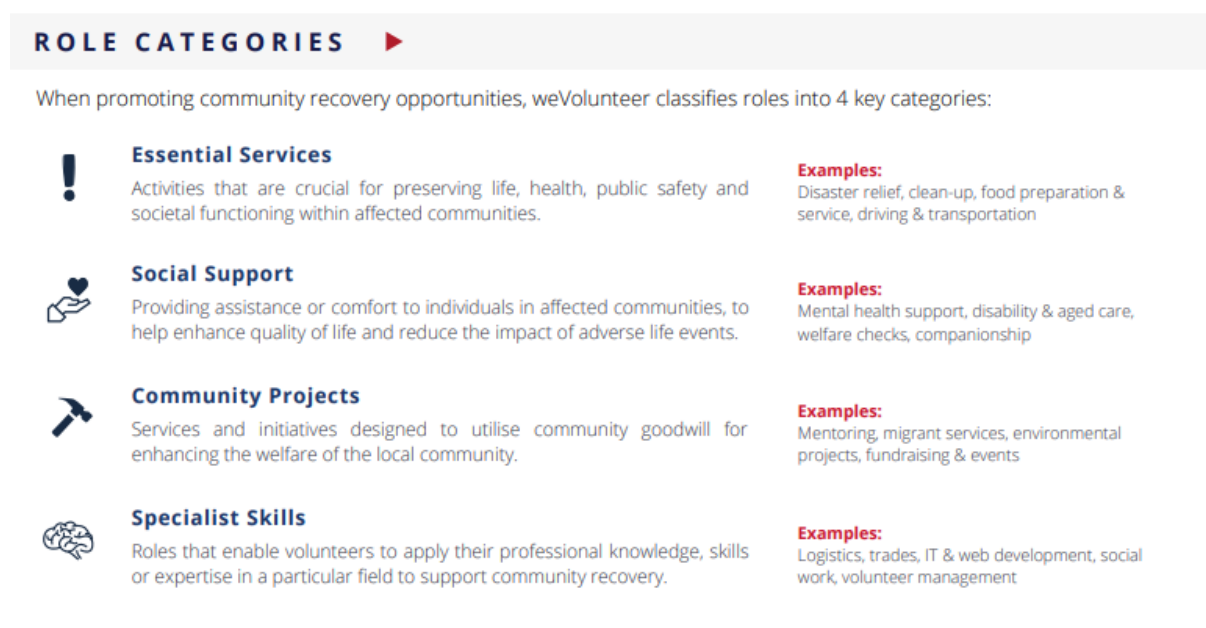 ROLE CATEGORIES
When promoting community recovery opportunities, weVolunteer classifies roles into 4 key categories:
Essential Services
Activities that are crucial for preserving life, health, public safety and
societal functioning within affected communities.
Examples:
Disaster relief, clean-up, food preparation &
service, driving & transportation
Social Support
Providing assistance or comfort to individuals in affected communities, to
help enhance quality of life and reduce the impact of adverse life events.
Examples:
Mental health support, disability & aged care,
welfare checks, companionship
Community Projects
Services and initiatives designed to utilise community goodwill for
enhancing the welfare of the local community.
Examples:
Mentoring, migrant services, environmental
projects, fundraising & events
Specialist Skills
Roles that enable volunteers to apply their professional knowledge, skills
or expertise in a particular field to support community recovery.
Examples:
Logistics, trades, IT & web development, social
work, volunteer management